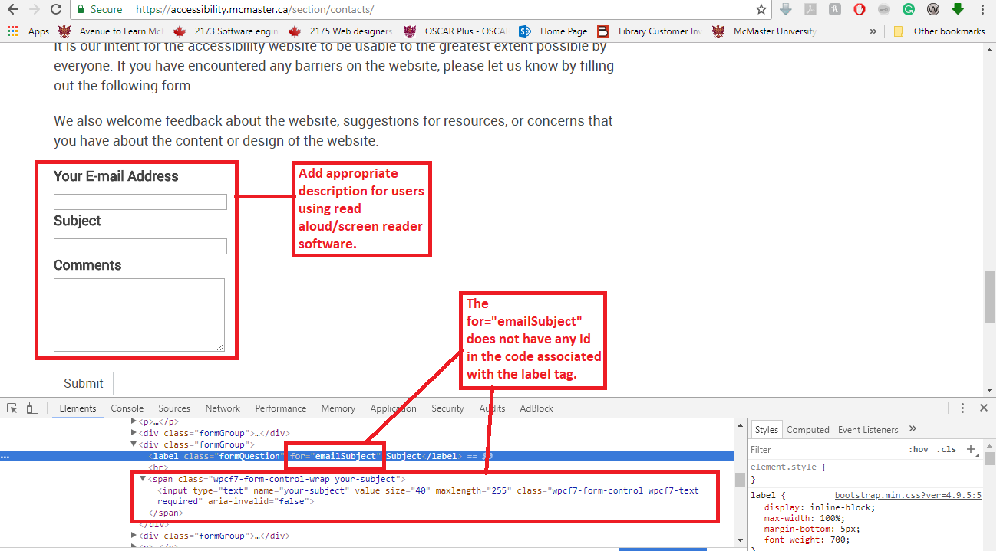 Secure https://accessibility.mcmaster.ca/section/contacts/
Apps Avenue to Learn Mc 2173 Software engin 2175 Web designers OSCAR Plus - OSCA Home Page Library Customer Inv McMaster University » Other bookmarks
It is our intent for the accessibility website to be usable to the greatest extent possible by
everyone. If you have encountered any barriers on the website, please let us know by filling
out the following form.
We also welcome feedback about the website, suggestions for resources, or concerns that
you have about the content or design of the website.
Your E-mail Address
Subject
Comments
Submit
Add appropriate
description for users
using read
aloud/screen reader
software.
The
for="emailSubject"
does not have any id
in the code associated
with the label tag.
Elements Console Sources Network Performance Memory Application Security Audits AdBlock
<p>…</p>
<div class="formGroup">…</div>
<div class="formGroup">
<label class="formQuestion" for="emailSubject" Subject</label> == $0
<br>
<span class="wpcf7-form-control-wrap your-subject">
<input type="text" name="your-subject" value size="40" maxlength="255" class="wpcf7-form-control wpcf7-text
required" aria-invalid="false">
</span>
</div>
<div class="formGroup">…</div>
<p>…</p>
Styles Computed Event Listeners »
Filter :hov .cls +
element.style {
}
label { bootstrap.min.css?ver=4.9.5:5
display: inline-block;
max-width: 100%;
margin-bottom: 5px;
font-weight: 700;
}